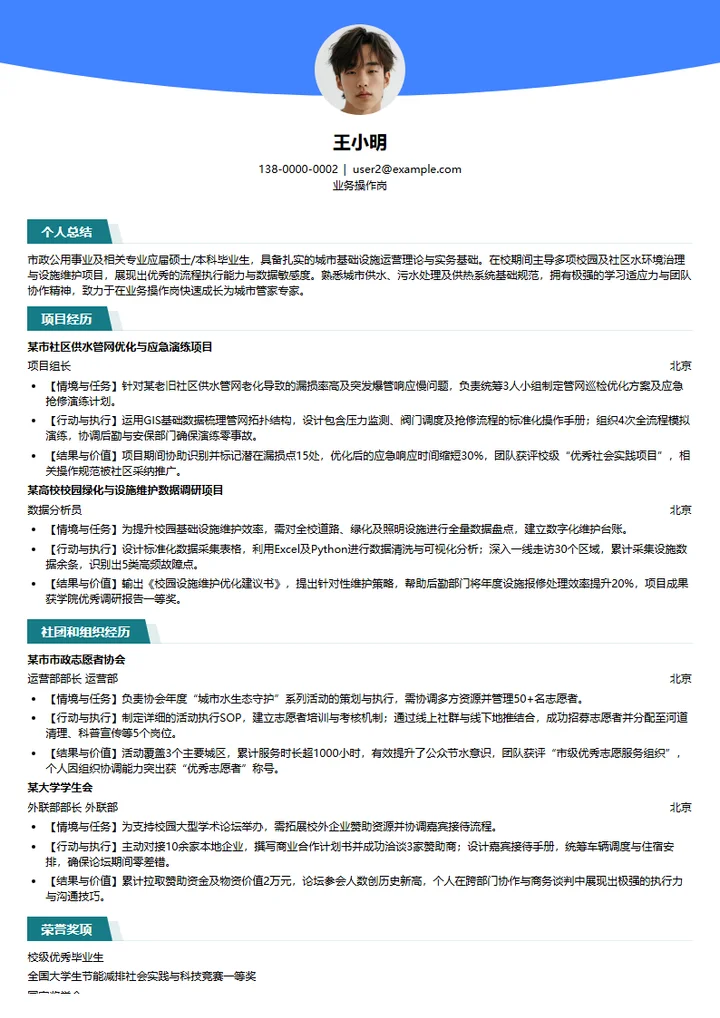 王小明
138-0000-0002 | user2@example.com
业务操作岗
个人总结
市政公用事业及相关专业应届硕士/本科毕业生，具备扎实的城市基础设施运营理论与实务基础。在校期间主导多项校园及社区水环境治理
与设施维护项目，展现出优秀的流程执行能力与数据敏感度。熟悉城市供水、污水处理及供热系统基础规范，拥有极强的学习适应力与团队
协作精神，致力于在业务操作岗快速成长为城市管家专家。
项目经历
某市社区供水管网优化与应急演练项目
项目组长 北京
• 【情境与任务】针对某老旧社区供水管网老化导致的漏损率高及突发爆管响应慢问题，负责统筹3人小组制定管网巡检优化方案及应急
抢修演练计划。
• 【行动与执行】运用GIS基础数据梳理管网拓扑结构，设计包含压力监测、阀门调度及抢修流程的标准化操作手册；组织4次全流程模拟
演练，协调后勤与安保部门确保演练零事故。
• 【结果与价值】项目期间协助识别并标记潜在漏损点15处，优化后的应急响应时间缩短30%，团队获评校级“优秀社会实践项目”，相
关操作规范被社区采纳推广。
某高校校园绿化与设施维护数据调研项目
数据分析员 北京
• 【情境与任务】为提升校园基础设施维护效率，需对全校道路、绿化及照明设施进行全量数据盘点，建立数字化维护台账。
• 【行动与执行】设计标准化数据采集表格，利用Excel及Python进行数据清洗与可视化分析；深入一线走访30个区域，累计采集设施数
据余条，识别出5类高频故障点。
• 【结果与价值】输出《校园设施维护优化建议书》，提出针对性维护策略，帮助后勤部门将年度设施报修处理效率提升20%，项目成果
获学院优秀调研报告一等奖。
社团和组织经历
某市市政志愿者协会
运营部部长 运营部 北京
• 【情境与任务】负责协会年度“城市水生态守护”系列活动的策划与执行，需协调多方资源并管理50+名志愿者。
• 【行动与执行】制定详细的活动执行SOP，建立志愿者培训与考核机制；通过线上社群与线下地推结合，成功招募志愿者并分配至河道
清理、科普宣传等5个岗位。
• 【结果与价值】活动覆盖3个主要城区，累计服务时长超1000小时，有效提升了公众节水意识，团队获评“市级优秀志愿服务组织”，
个人因组织协调能力突出获“优秀志愿者”称号。
某大学学生会
外联部部长 外联部 北京
• 【情境与任务】为支持校园大型学术论坛举办，需拓展校外企业赞助资源并协调嘉宾接待流程。
• 【行动与执行】主动对接10余家本地企业，撰写商业合作计划书并成功洽谈3家赞助商；设计嘉宾接待手册，统筹车辆调度与住宿安
排，确保论坛期间零差错。
• 【结果与价值】累计拉取赞助资金及物资价值2万元，论坛参会人数创历史新高，个人在跨部门协作与商务谈判中展现出极强的执行力
与沟通技巧。
荣誉奖项
校级优秀毕业生
全国大学生节能减排社会实践与科技竞赛一等奖